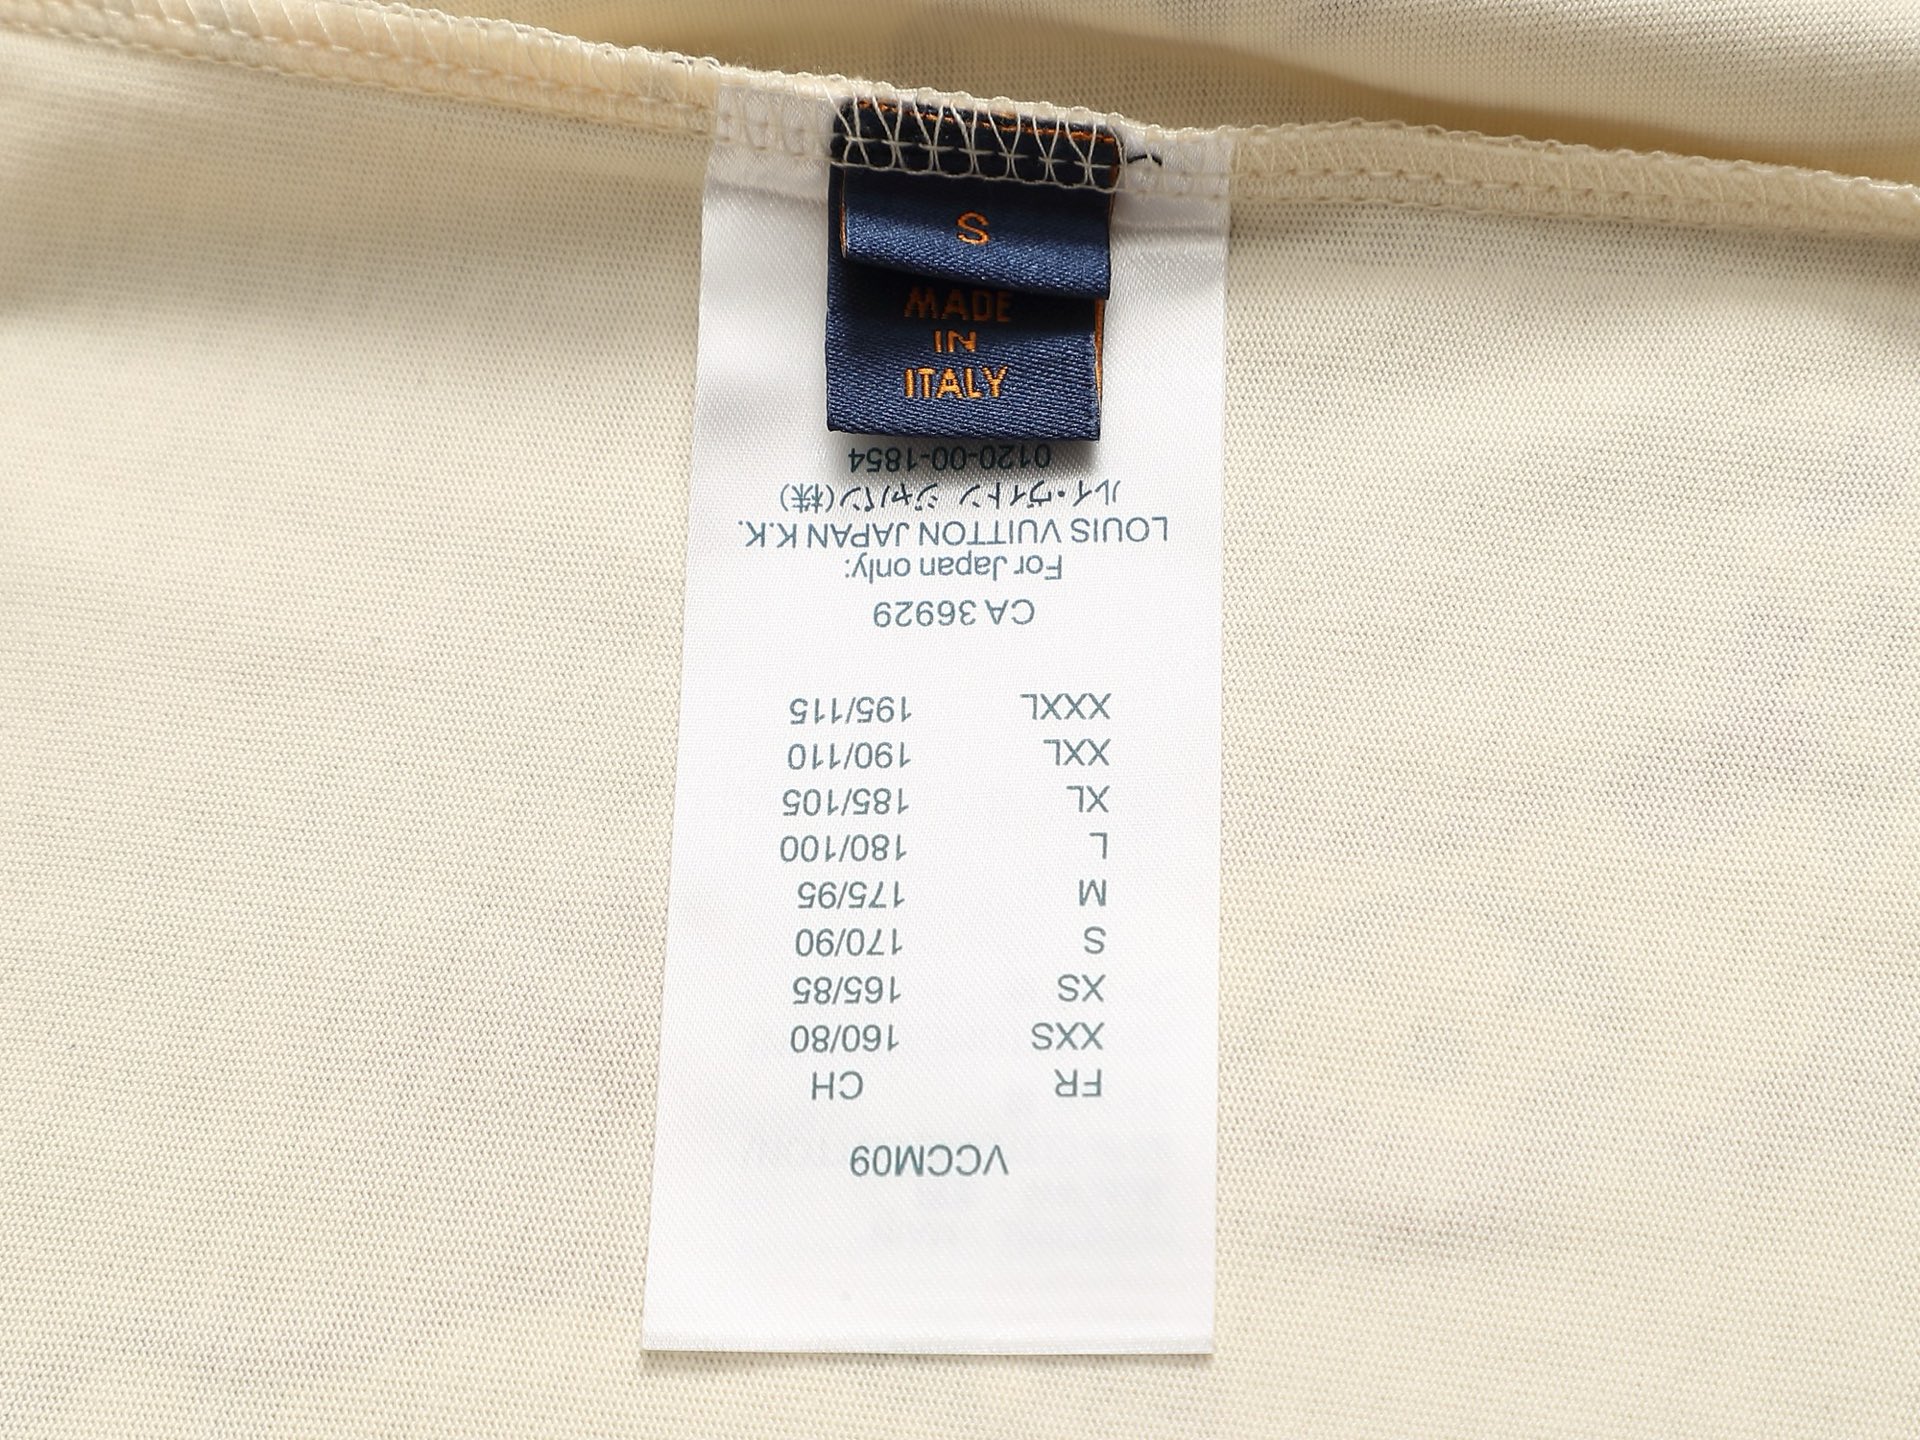 S
MADE
IN
ITALY
VCCM09
FR CH
XXS 160/80
XS 165/85
S 170/90
M 175/95
L 180/100
XL 185/105
XXL 190/110
XXXL 195/115
CA 36929
For Japan only:
LOUIS VUITTON JAPAN K.K.
ルイ・ヴィトン ジャパン(株)
0120-00-1854